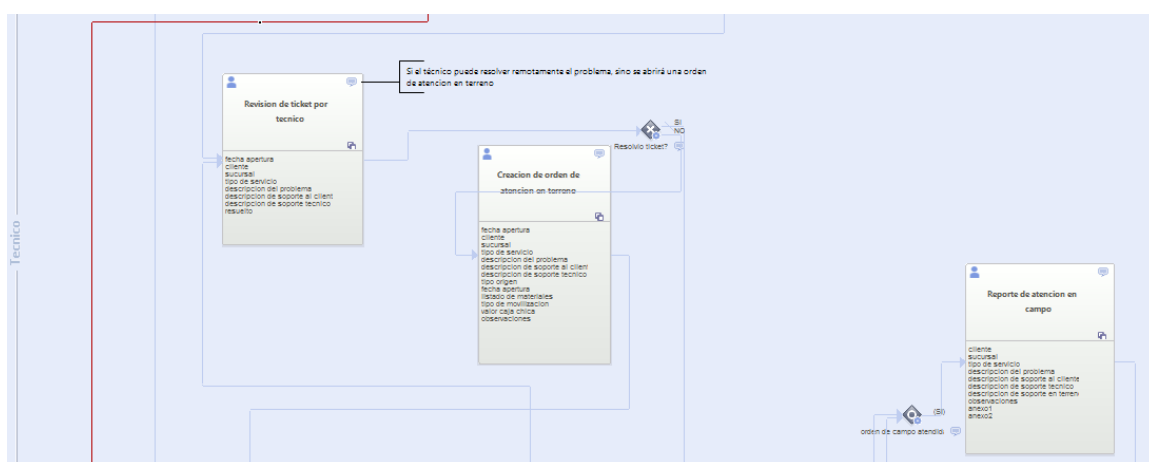 Si el técnico puede resolver remotamente el problema, sino se abrirá una orden
de atencion en terreno
Revision de ticket por
tecnico
fecha apertura
cliente
sucursal
tipo de servicio
descripcion del problema
descripcion de soporte al client
descripcion de soporte tecnico
resuelto
SI
NO
Resolvio ticket?
Creacion de orden de
atencion en terreno
fecha apertura
cliente
sucursal
tipo de servicio
descripcion del problema
descripcion de soporte al client
descripcion de soporte tecnico
tipo origen
fecha apertura
listado de materiales
tipo de movilizacion
valor caja chica
observaciones
Tecnico
Reporte de atencion en
campo
cliente
sucursal
tipo de servicio
descripcion del problema
descripcion de soporte al cliente
descripcion de soporte tecnico
descripcion de soporte en terren
observaciones
anexo1
anexo2
(SI)
orden de campo atendid